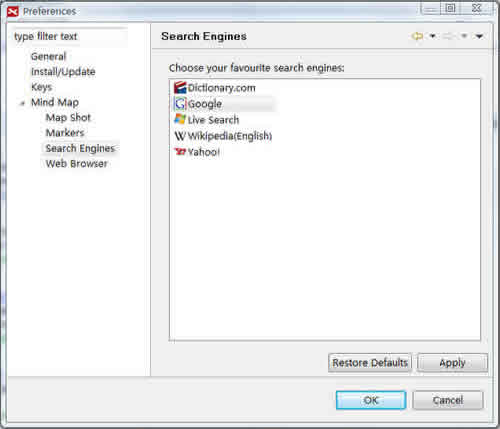 Preferences
type filter text
General
Install/Update
Keys
Mind Map
Map Shot
Markers
Search Engines
Web Browser
Search Engines
Choose your favourite search engines:
Dictionary.com
Google
Live Search
Wikipedia(English)
Yahoo!
Restore Defaults
Apply
OK
Cancel